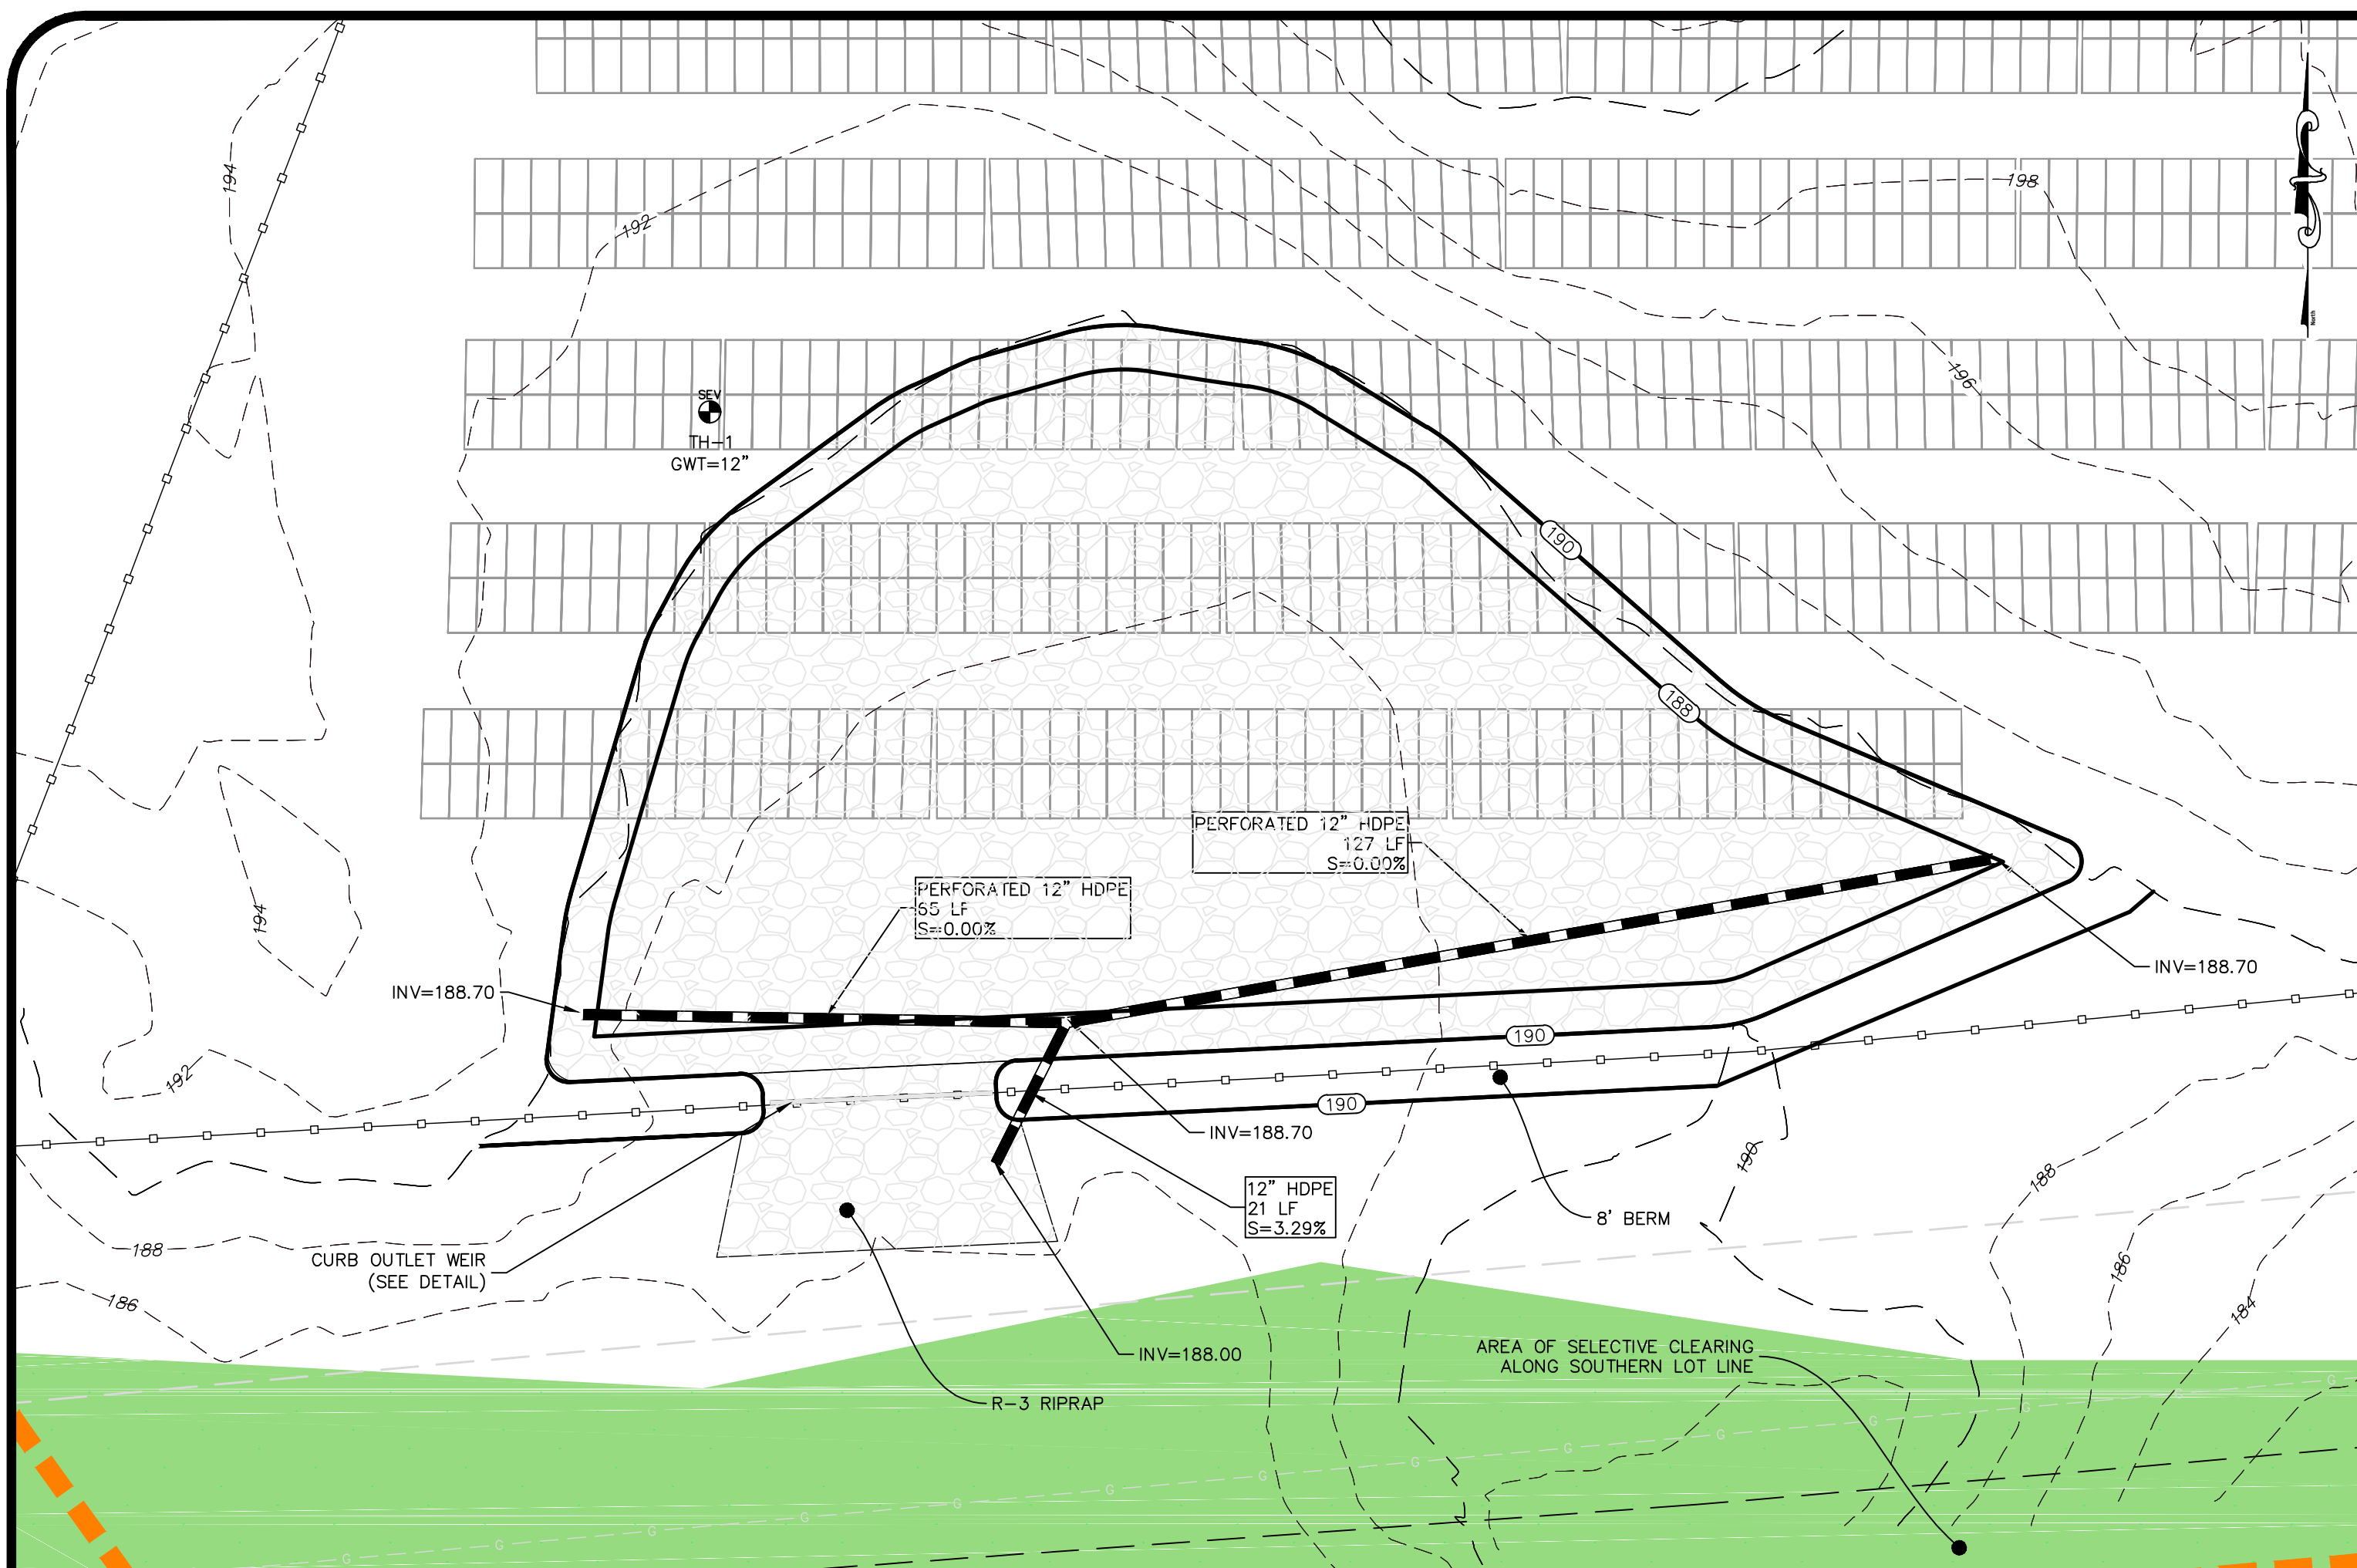 194
192
198
North
196
SEV
TH-1
GWT=12"
190
188
PERFORATED 12" HDPE
127 LF
S=0.00%
PERFORATED 12" HDPE
65 LF
S=0.00%
194
INV=188.70
INV=188.70
190
192
190
INV=188.70
190
188
12" HDPE
21 LF
S=3.29%
8' BERM
188
CURB OUTLET WEIR
(SEE DETAIL)
186
186
184
INV=188.00
AREA OF SELECTIVE CLEARING
ALONG SOUTHERN LOT LINE
R-3 RIPRAP
G
G
G
G
G
G
G
G
G
G
G